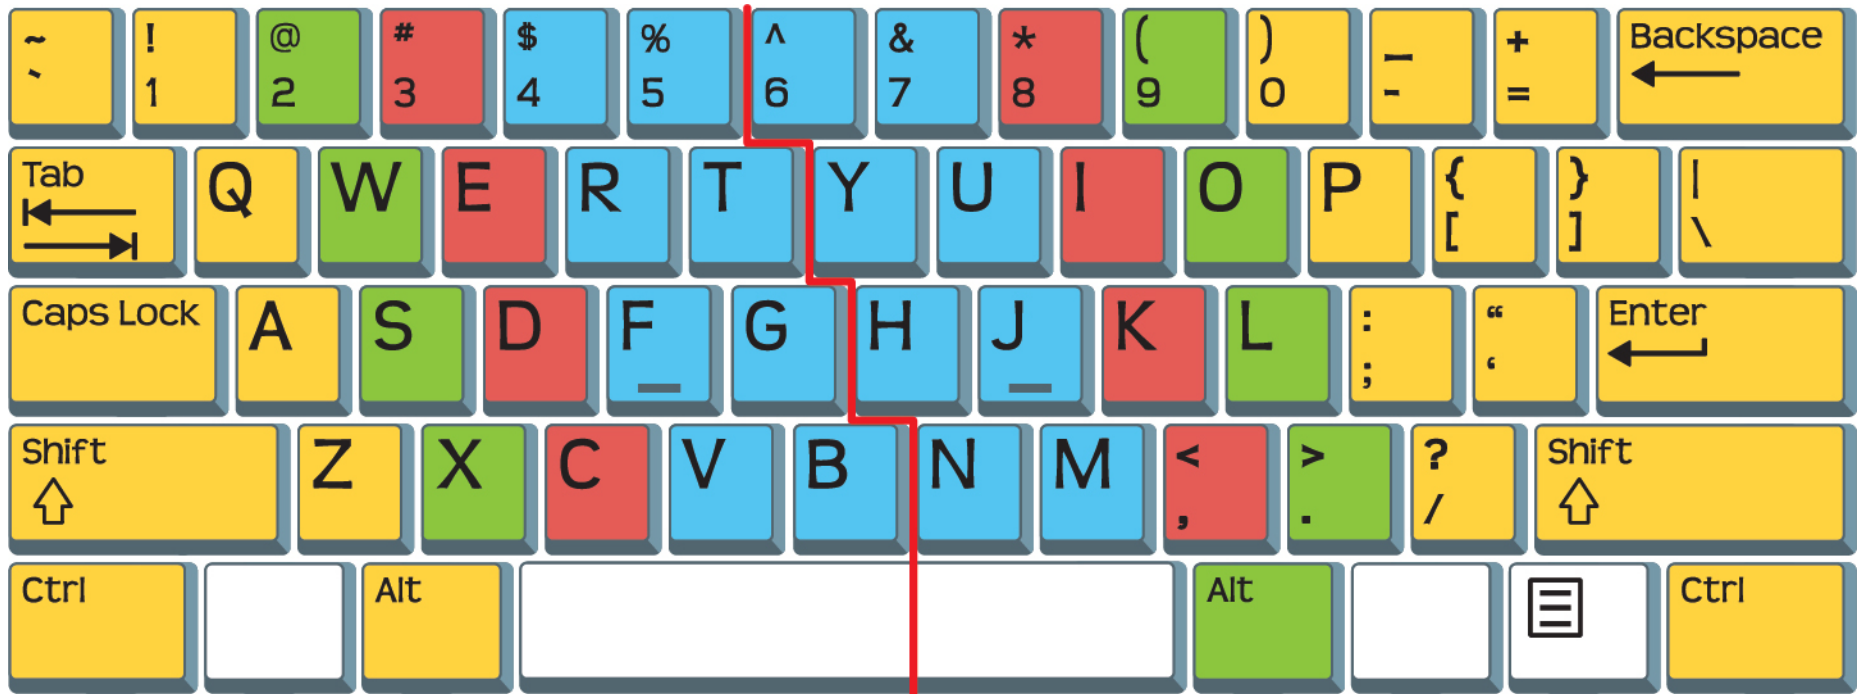 ~ ! @ # $ % ^ & * ( ) _ + Backspace
` 1 2 3 4 5 6 7 8 9 0 - =
Tab Q W E R T Y U I O P { } |
[ ] \
Caps Lock A S D F G H J K L : “ Enter
; ‘
Shift Z X C V B N M < > ? Shift
, . /
Ctrl Alt Alt Ctrl